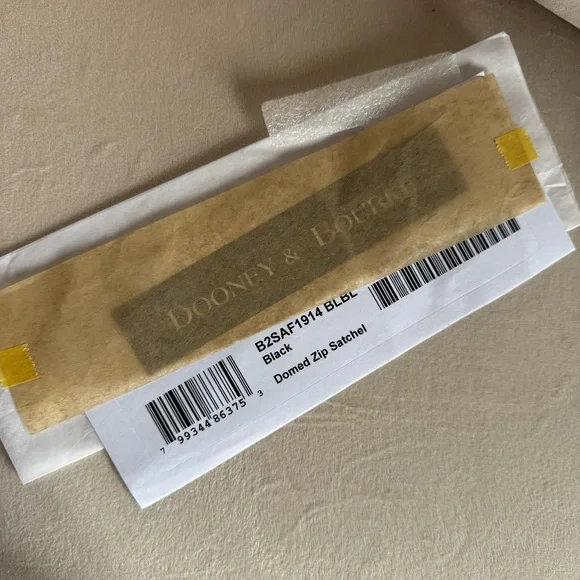 DOONEY & BOURKE
B2SAF1914 BLBL
Black
Domed Zip Satchel
7 99344 86375 3